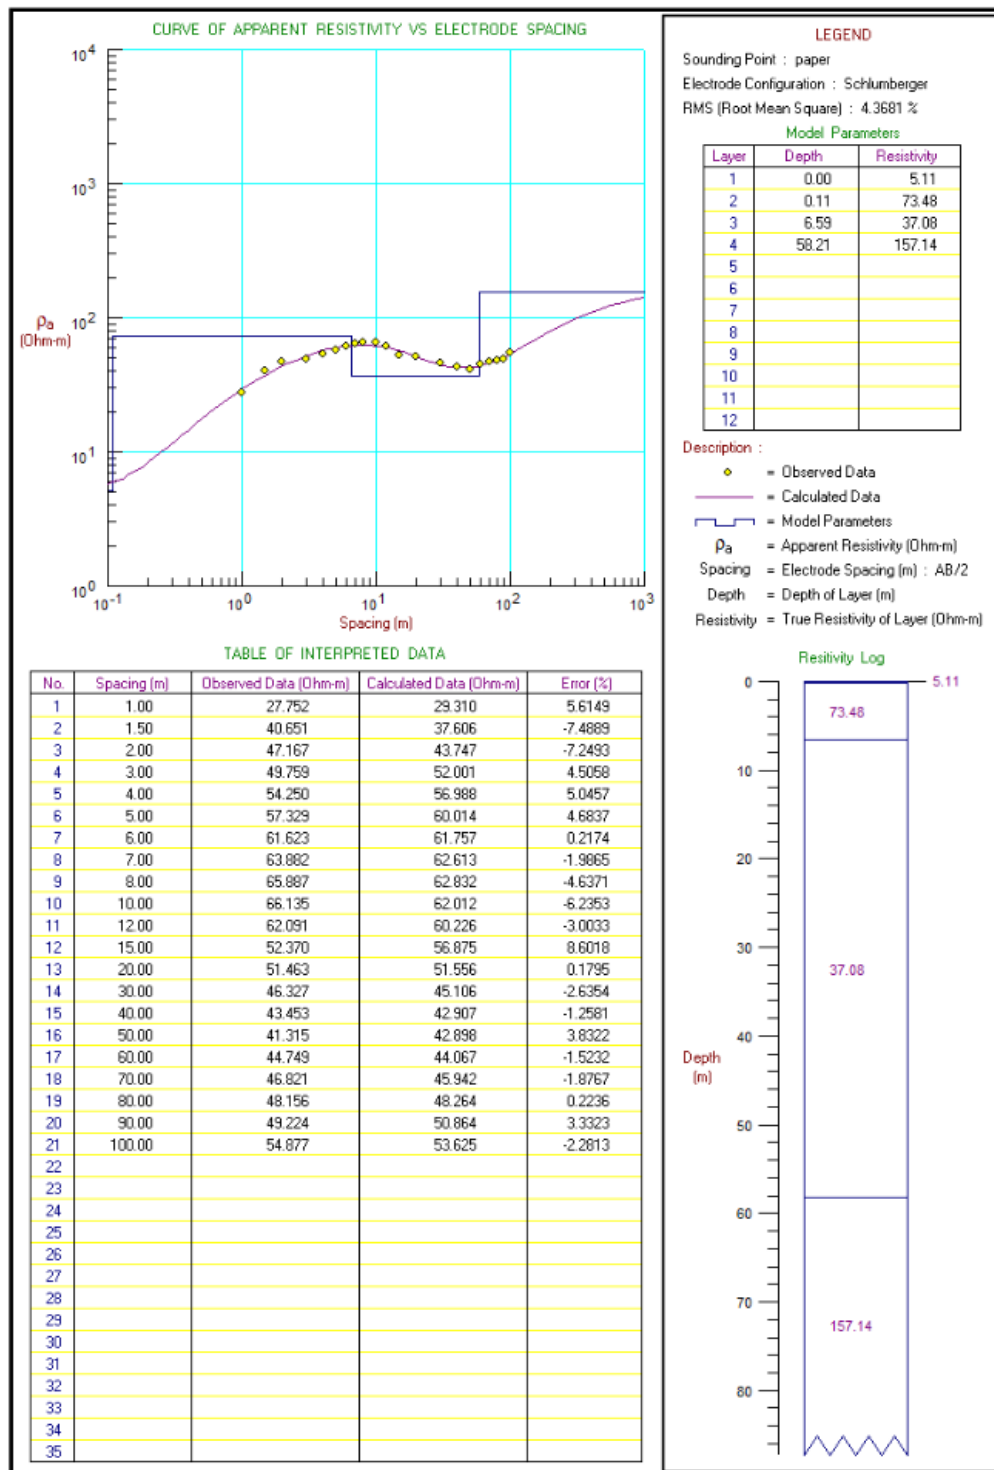 CURVE OF APPARENT RESISTIVITY VS ELECTRODE SPACING
10^4
10^3
10^2
10^1
10^0
ρa
(Ohm-m)
10^-1 10^0 10^1 10^2 10^3
Spacing (m)
TABLE OF INTERPRETED DATA
No. Spacing (m) Observed Data (Ohm-m) Calculated Data (Ohm-m) Error (%)
1 1.00 27.752 29.310 5.6149
2 1.50 40.651 37.606 -7.4889
3 2.00 47.167 43.747 -7.2493
4 3.00 49.759 52.001 4.5058
5 4.00 54.250 56.988 5.0457
6 5.00 57.329 60.014 4.6837
7 6.00 61.623 61.757 0.2174
8 7.00 63.882 62.613 -1.9865
9 8.00 65.887 62.832 -4.6371
10 10.00 66.135 62.012 -6.2353
11 12.00 62.091 60.226 -3.0033
12 15.00 52.370 56.875 8.6018
13 20.00 51.463 51.556 0.1795
14 30.00 46.327 45.106 -2.6354
15 40.00 43.453 42.907 -1.2581
16 50.00 41.315 42.898 3.8322
17 60.00 44.749 44.067 -1.5232
18 70.00 46.821 45.942 -1.8767
19 80.00 48.156 48.264 0.2236
20 90.00 49.224 50.864 3.3323
21 100.00 54.877 53.625 -2.2813
22
23
24
25
26
27
28
29
30
31
32
33
34
35
LEGEND
Sounding Point : paper
Electrode Configuration : Schlumberger
RMS (Root Mean Square) : 4.3681 %
Model Parameters
Layer Depth Resistivity
1 0.00 5.11
2 0.11 73.48
3 6.59 37.08
4 58.21 157.14
5
6
7
8
9
10
11
12
Description :
= Observed Data
= Calculated Data
= Model Parameters
ρa = Apparent Resistivity (Ohm-m)
Spacing = Electrode Spacing (m) : AB/2
Depth = Depth of Layer (m)
Resistivity = True Resistivity of Layer (Ohm-m)
Resitivity Log
0 5.11
73.48
10
20
30
37.08
40
Depth
(m)
50
60
70
157.14
80